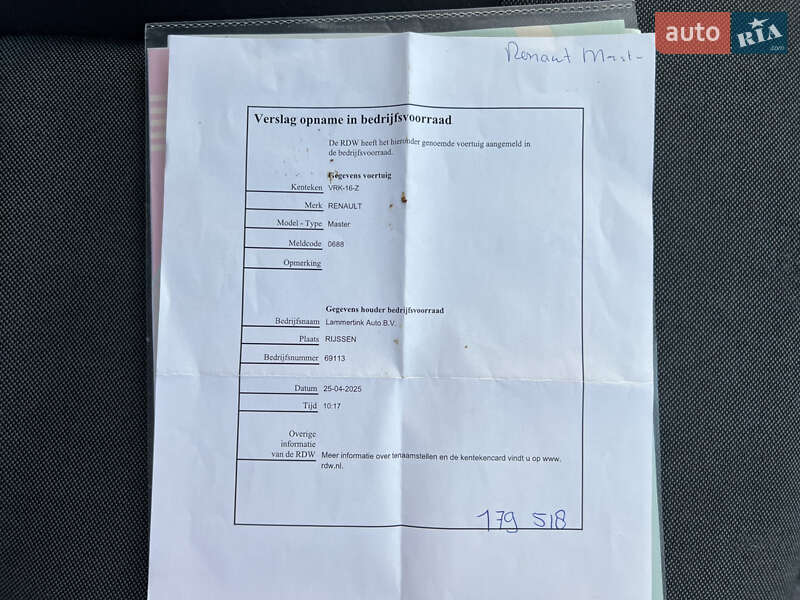 auto RIA .com
Renault Master
Verslag opname in bedrijfsvoorraad
De RDW heeft het hieronder genoemde voertuig aangemeld in
de bedrijfsvoorraad.
Gegevens voertuig
Kenteken VRK-16-Z
Merk RENAULT
Model - Type Master
Meldcode 0688
Opmerking
Gegevens houder bedrijfsvoorraad
Bedrijfsnaam Lammertink Auto B.V.
Plaats RIJSSEN
Bedrijfsnummer 69113
Datum 25-04-2025
Tijd 10:17
Overige
informatie
van de RDW Meer informatie over tenaamstellen en de kentekencard vindt u op www.
rdw.nl.
179 518